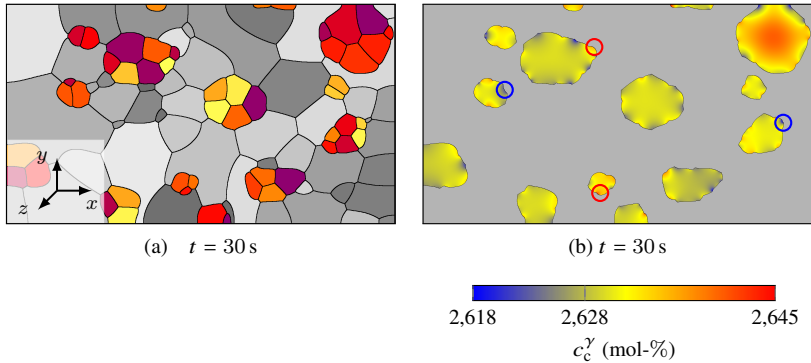 y
x
z
(a) t = 30 s
(b) t = 30 s
2,618 2,628 2,645
c_c^γ (mol-%)